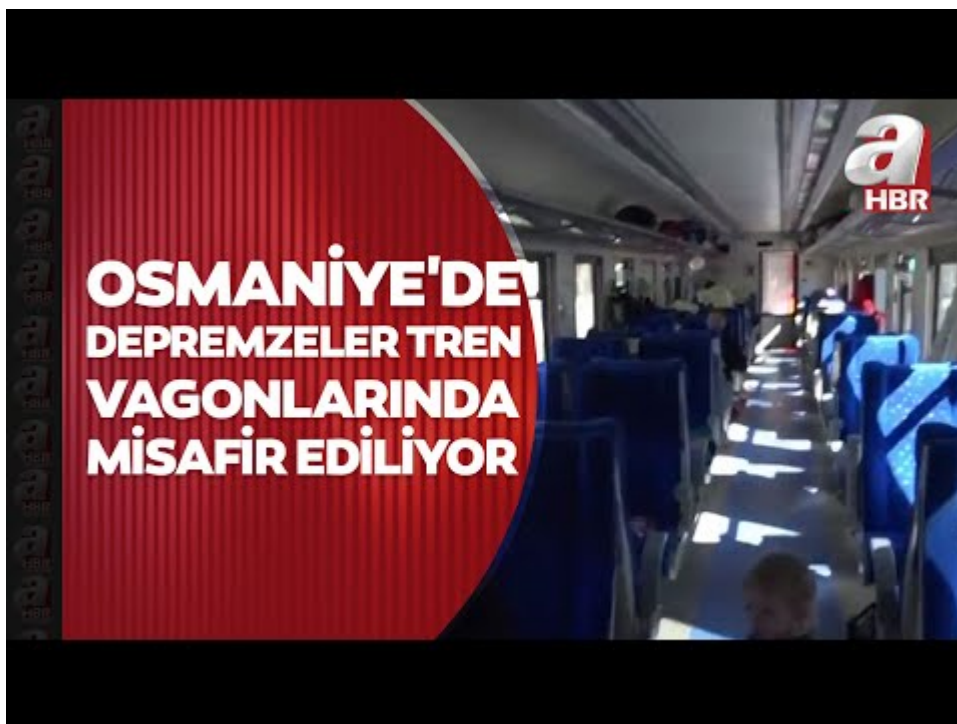 OSMANİYE'DE
DEPREMZELER TREN
VAGONLARINDA
MİSAFİR EDİLİYOR
a
HBR